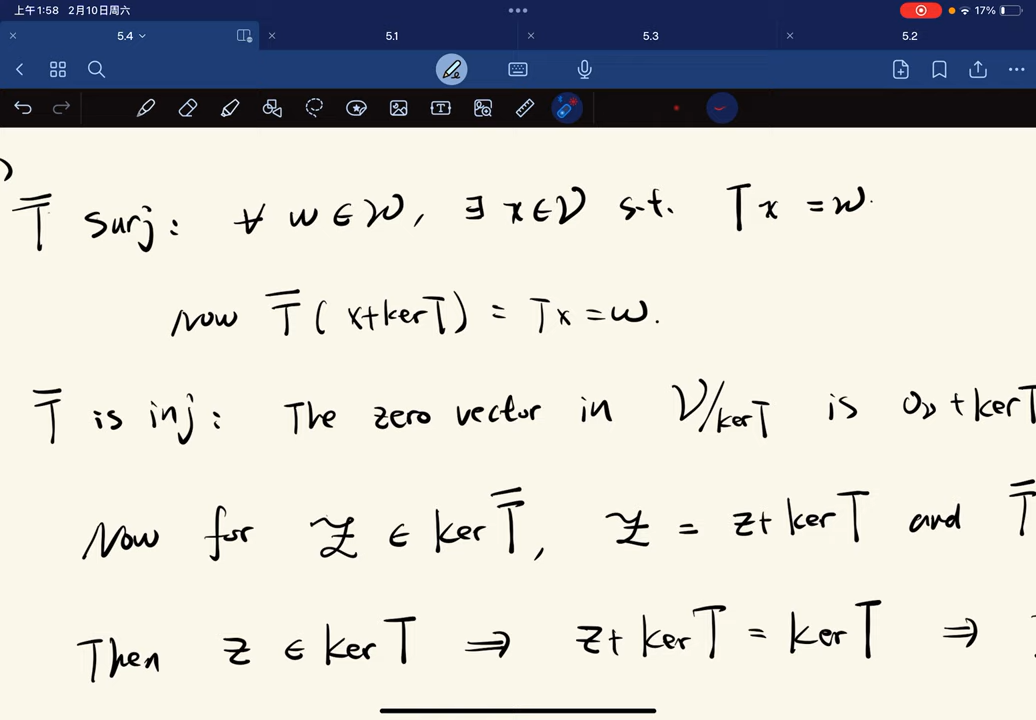 上午1:58 2月10日周六 17%
5.4 5.1 5.3 5.2
T̄ surj: ∀ w ∈ W, ∃ x ∈ V s.t. Tx = w.
Now T̄ (x+kerT) = Tx = w.
T̄ is inj: The zero vector in V/kerT is 0ᵥ + kerT
Now for Z ∈ ker T̄, Z = z + ker T and T̄
Then z ∈ ker T ⇒ z + ker T = ker T ⇒